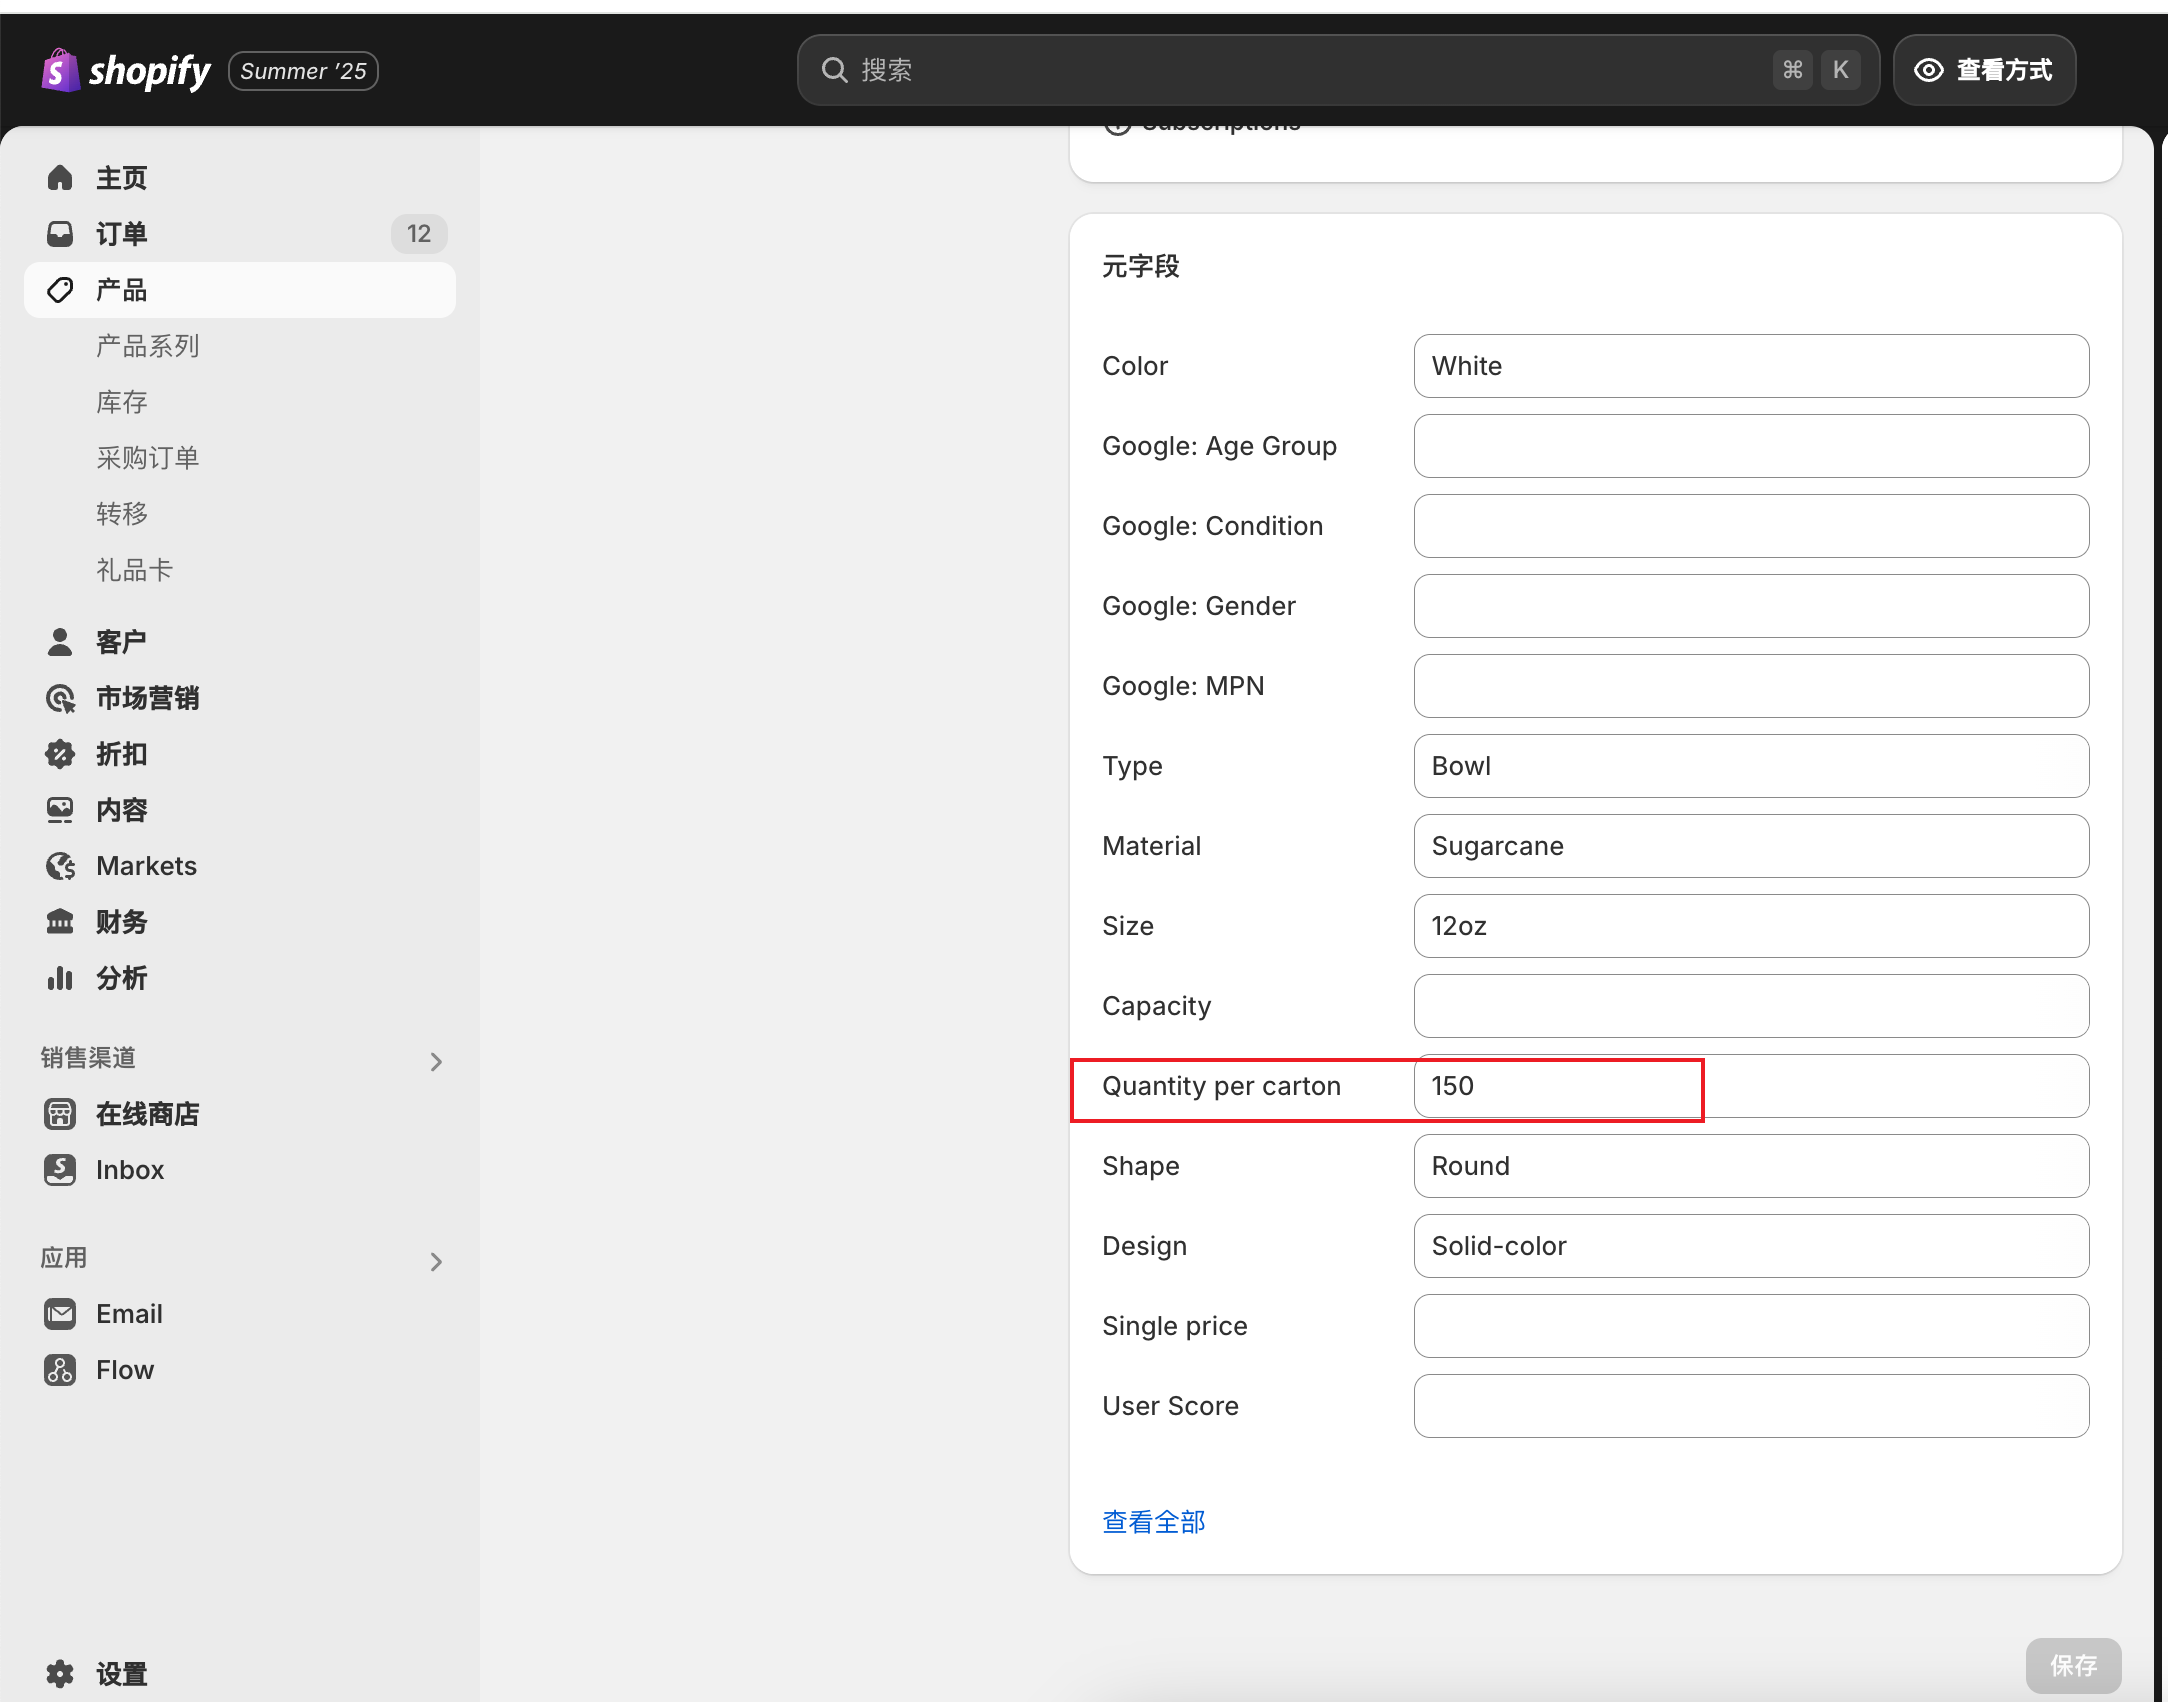 shopify
Summer '25
搜索
⌘ K
查看方式
主页
订单
12
产品
产品系列
库存
采购订单
转移
礼品卡
客户
市场营销
折扣
内容
Markets
财务
分析
销售渠道
在线商店
Inbox
应用
Email
Flow
设置
Subscriptions
元字段
Color White
Google: Age Group
Google: Condition
Google: Gender
Google: MPN
Type Bowl
Material Sugarcane
Size 12oz
Capacity
Quantity per carton 150
Shape Round
Design Solid-color
Single price
User Score
查看全部
保存